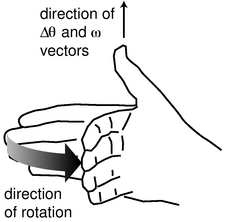 direction of
Δθ and ω
vectors
direction
of rotation